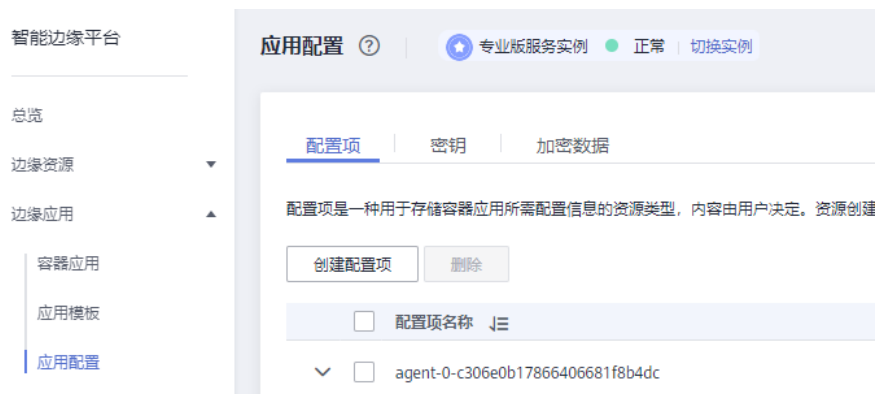 智能边缘平台
总览
边缘资源
边缘应用
容器应用
应用模板
应用配置
应用配置 ? 专业版服务实例 正常 切换实例
配置项 密钥 加密数据
配置项是一种用于存储容器应用所需配置信息的资源类型，内容由用户决定。资源创建
创建配置项 删除
配置项名称
agent-0-c306e0b17866406681f8b4dc